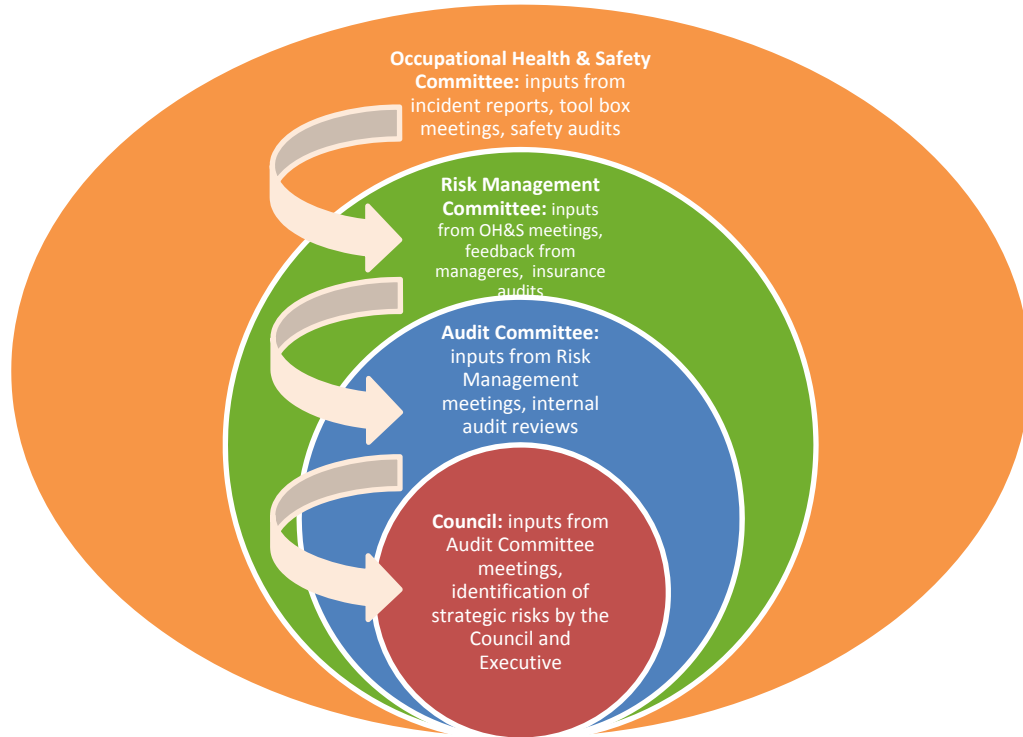 Occupational Health & Safety
Committee: inputs from
incident reports, tool box
meetings, safety audits
Risk Management
Committee: inputs
from OH&S meetings,
feedback from
manageres, insurance
audits
Audit Committee:
inputs from Risk
Management
meetings, internal
audit reviews
Council: inputs from
Audit Committee
meetings,
identification of
strategic risks by the
Council and
Executive